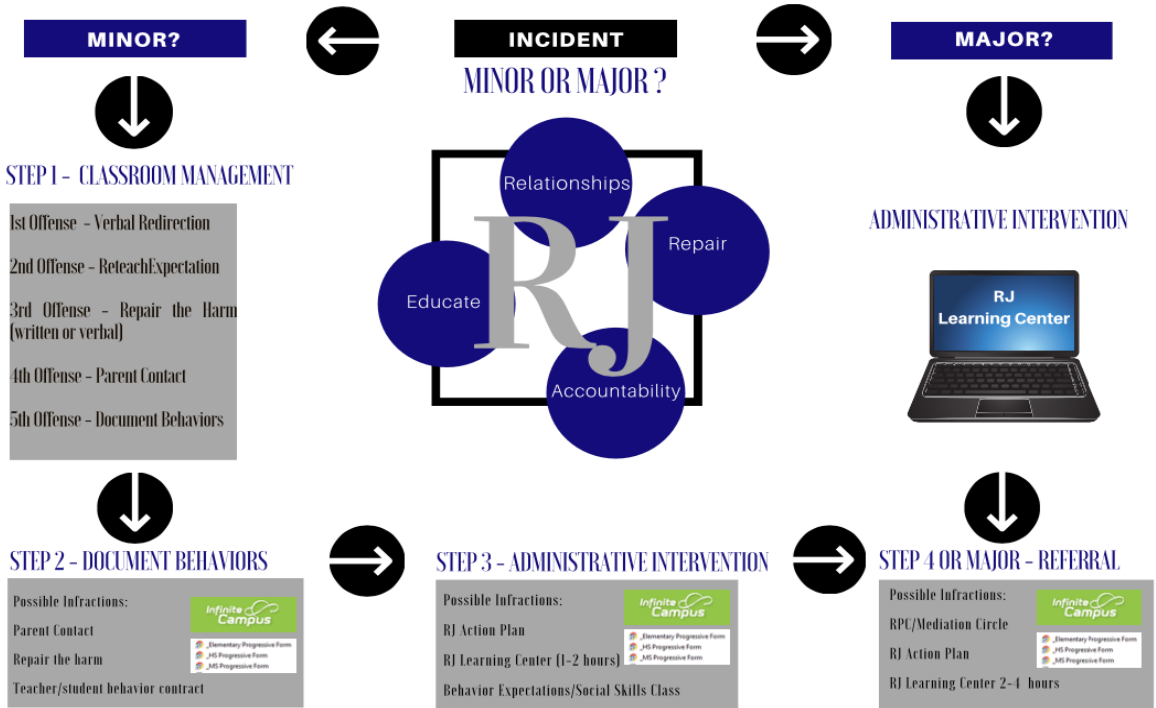 MINOR?
INCIDENT
MAJOR?
MINOR OR MAJOR ?
STEP 1 - CLASSROOM MANAGEMENT
1st Offense - Verbal Redirection
2nd Offense - ReteachExpectation
3rd Offense - Repair the Harm
(written or verbal)
4th Offense - Parent Contact
5th Offense - Document Behaviors
Relationships
Repair
RJ
Educate
Accountability
ADMINISTRATIVE INTERVENTION
RJ
Learning Center
STEP 2 - DOCUMENT BEHAVIORS
Possible Infractions:
Parent Contact
Repair the harm
Teacher/student behavior contract
Infinite
Campus
_Elementary Progressive Form
_HS Progressive Form
_MS Progressive Form
STEP 3 - ADMINISTRATIVE INTERVENTION
Possible Infractions:
RJ Action Plan
RJ Learning Center (1-2 hours)
Behavior Expectations/Social Skills Class
Infinite
Campus
_Elementary Progressive Form
_HS Progressive Form
_MS Progressive Form
STEP 4 OR MAJOR - REFERRAL
Possible Infractions:
RPC/Mediation Circle
RJ Action Plan
RJ Learning Center 2-4 hours
Infinite
Campus
_Elementary Progressive Form
_HS Progressive Form
_MS Progressive Form